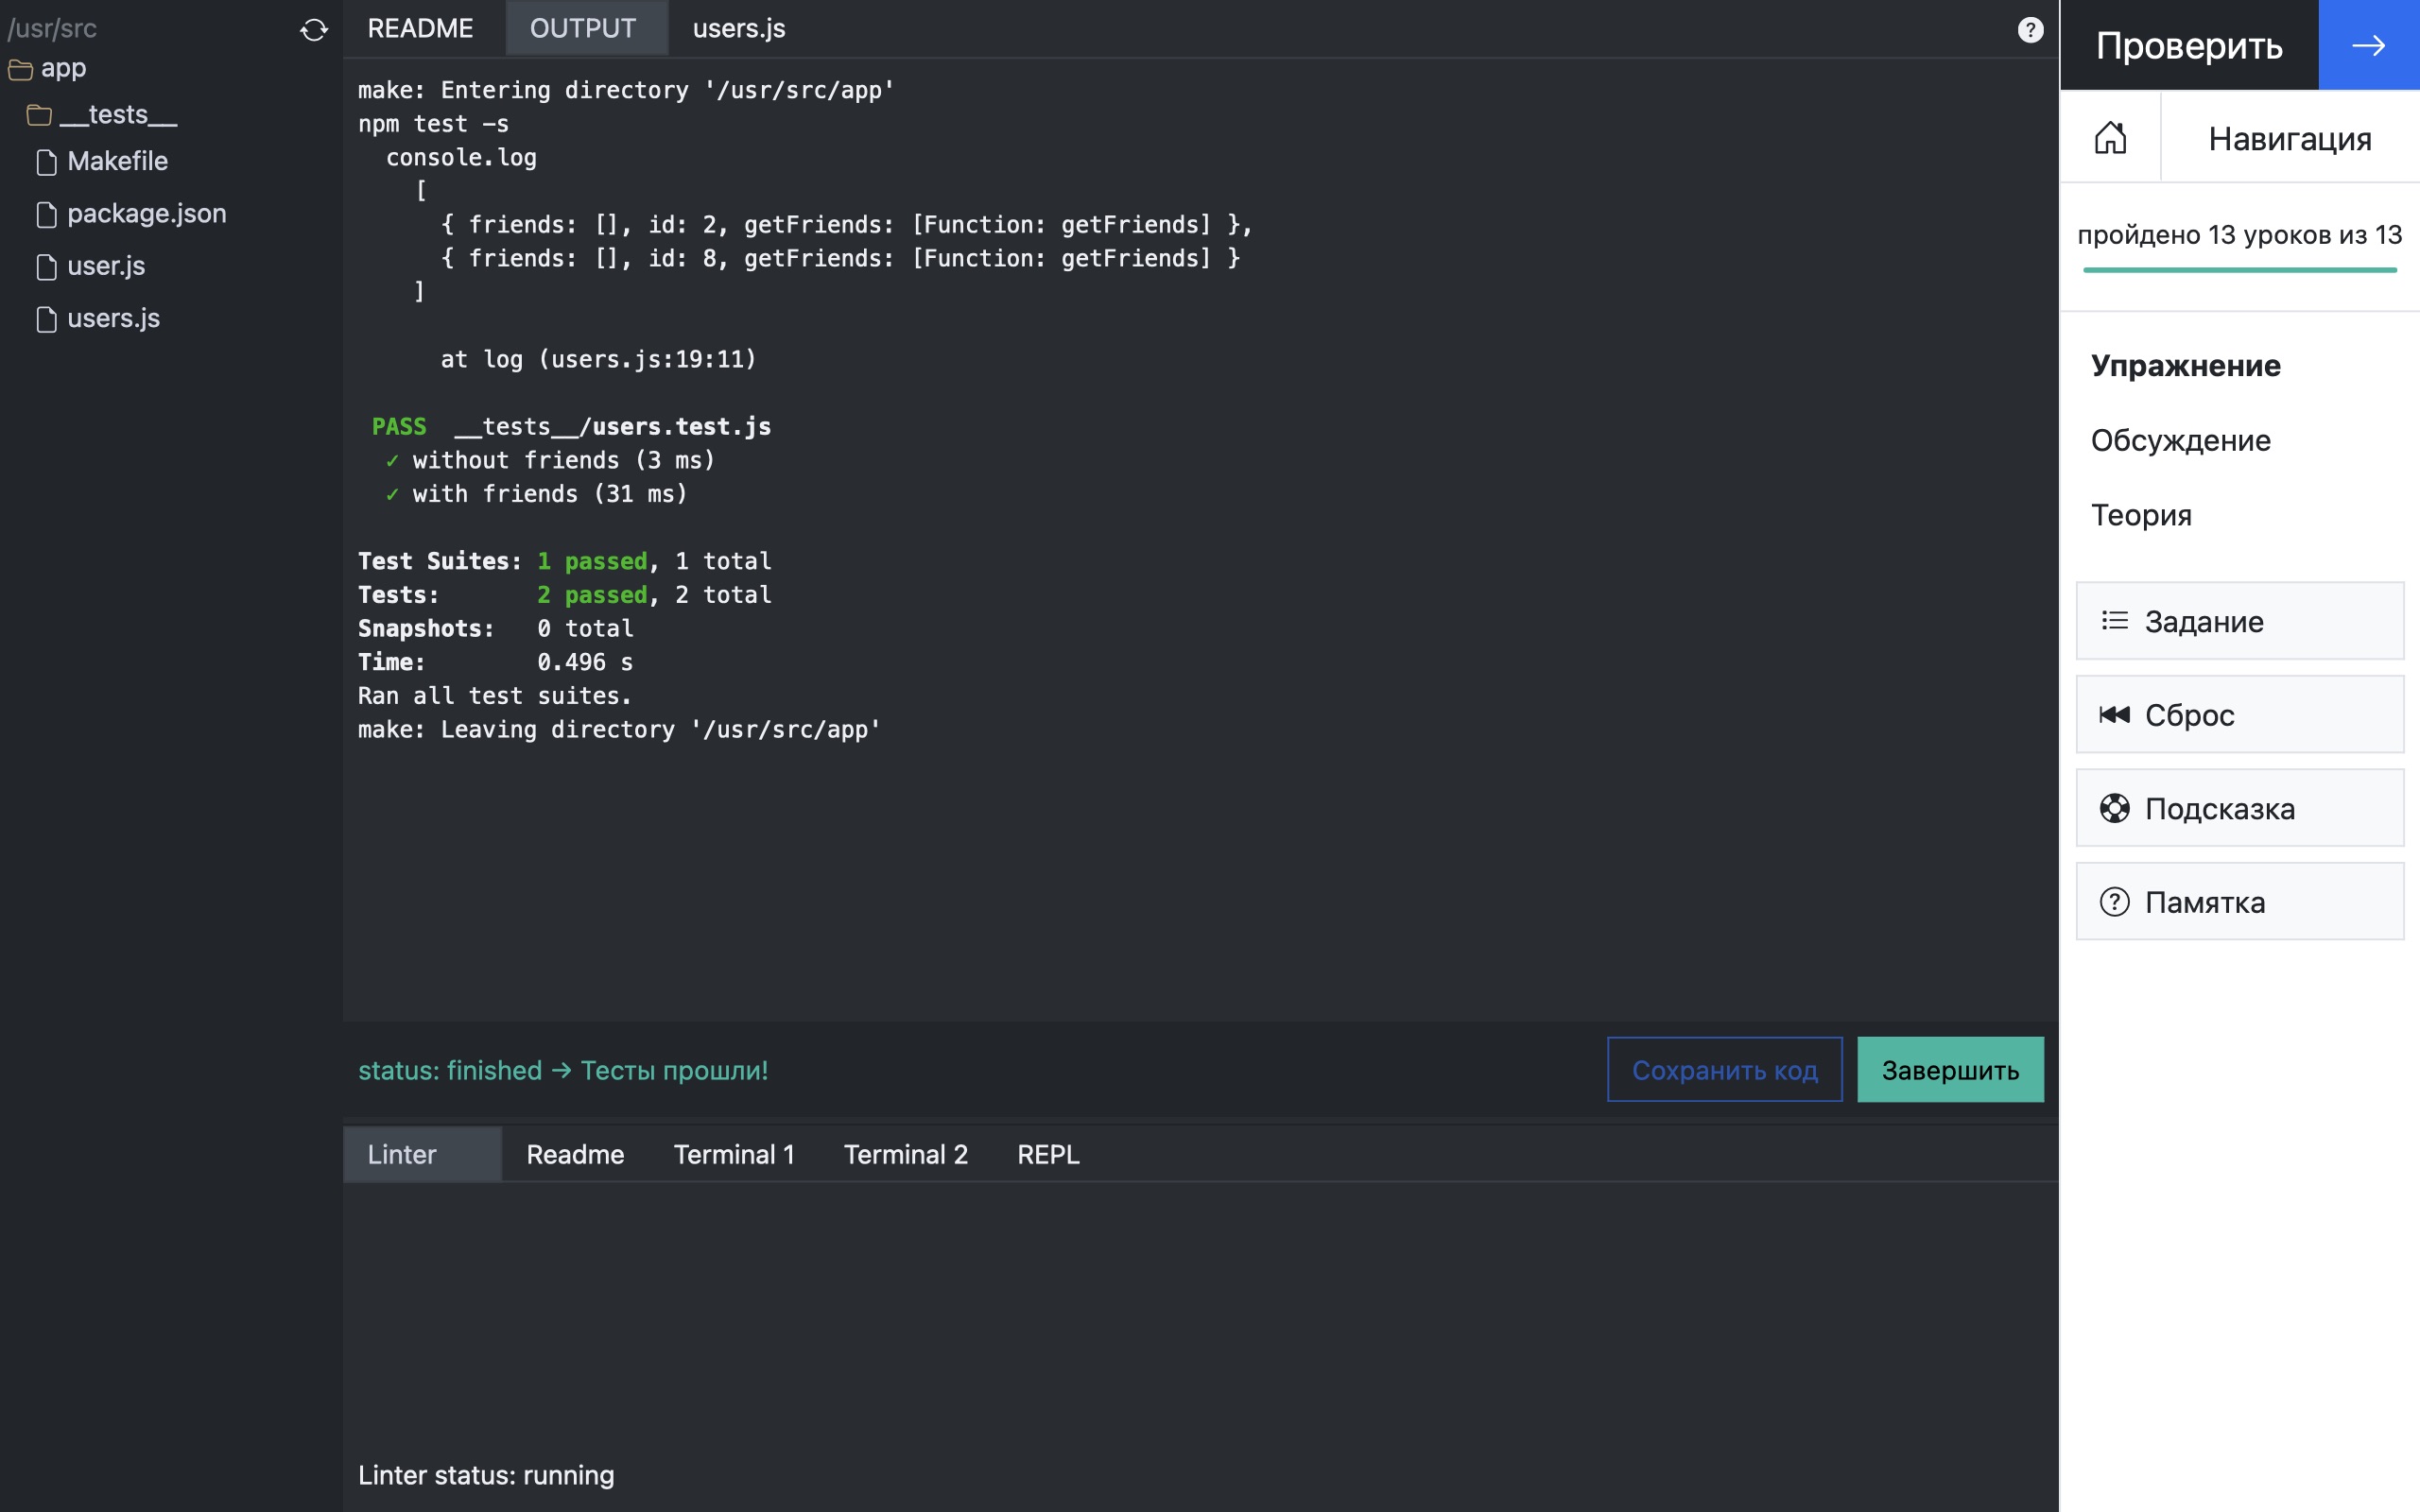 /usr/src
app
__tests__
Makefile
package.json
user.js
users.js
README OUTPUT users.js ?
make: Entering directory '/usr/src/app'
npm test -s
console.log
[
{ friends: [], id: 2, getFriends: [Function: getFriends] },
{ friends: [], id: 8, getFriends: [Function: getFriends] }
]
at log (users.js:19:11)
PASS __tests__/users.test.js
✓ without friends (3 ms)
✓ with friends (31 ms)
Test Suites: 1 passed, 1 total
Tests: 2 passed, 2 total
Snapshots: 0 total
Time: 0.496 s
Ran all test suites.
make: Leaving directory '/usr/src/app'
status: finished → Тесты прошли!
Сохранить код
Завершить
Linter Readme Terminal 1 Terminal 2 REPL
Linter status: running
Проверить →
Навигация
пройдено 13 уроков из 13
Упражнение
Обсуждение
Теория
Задание
Сброс
Подсказка
? Памятка